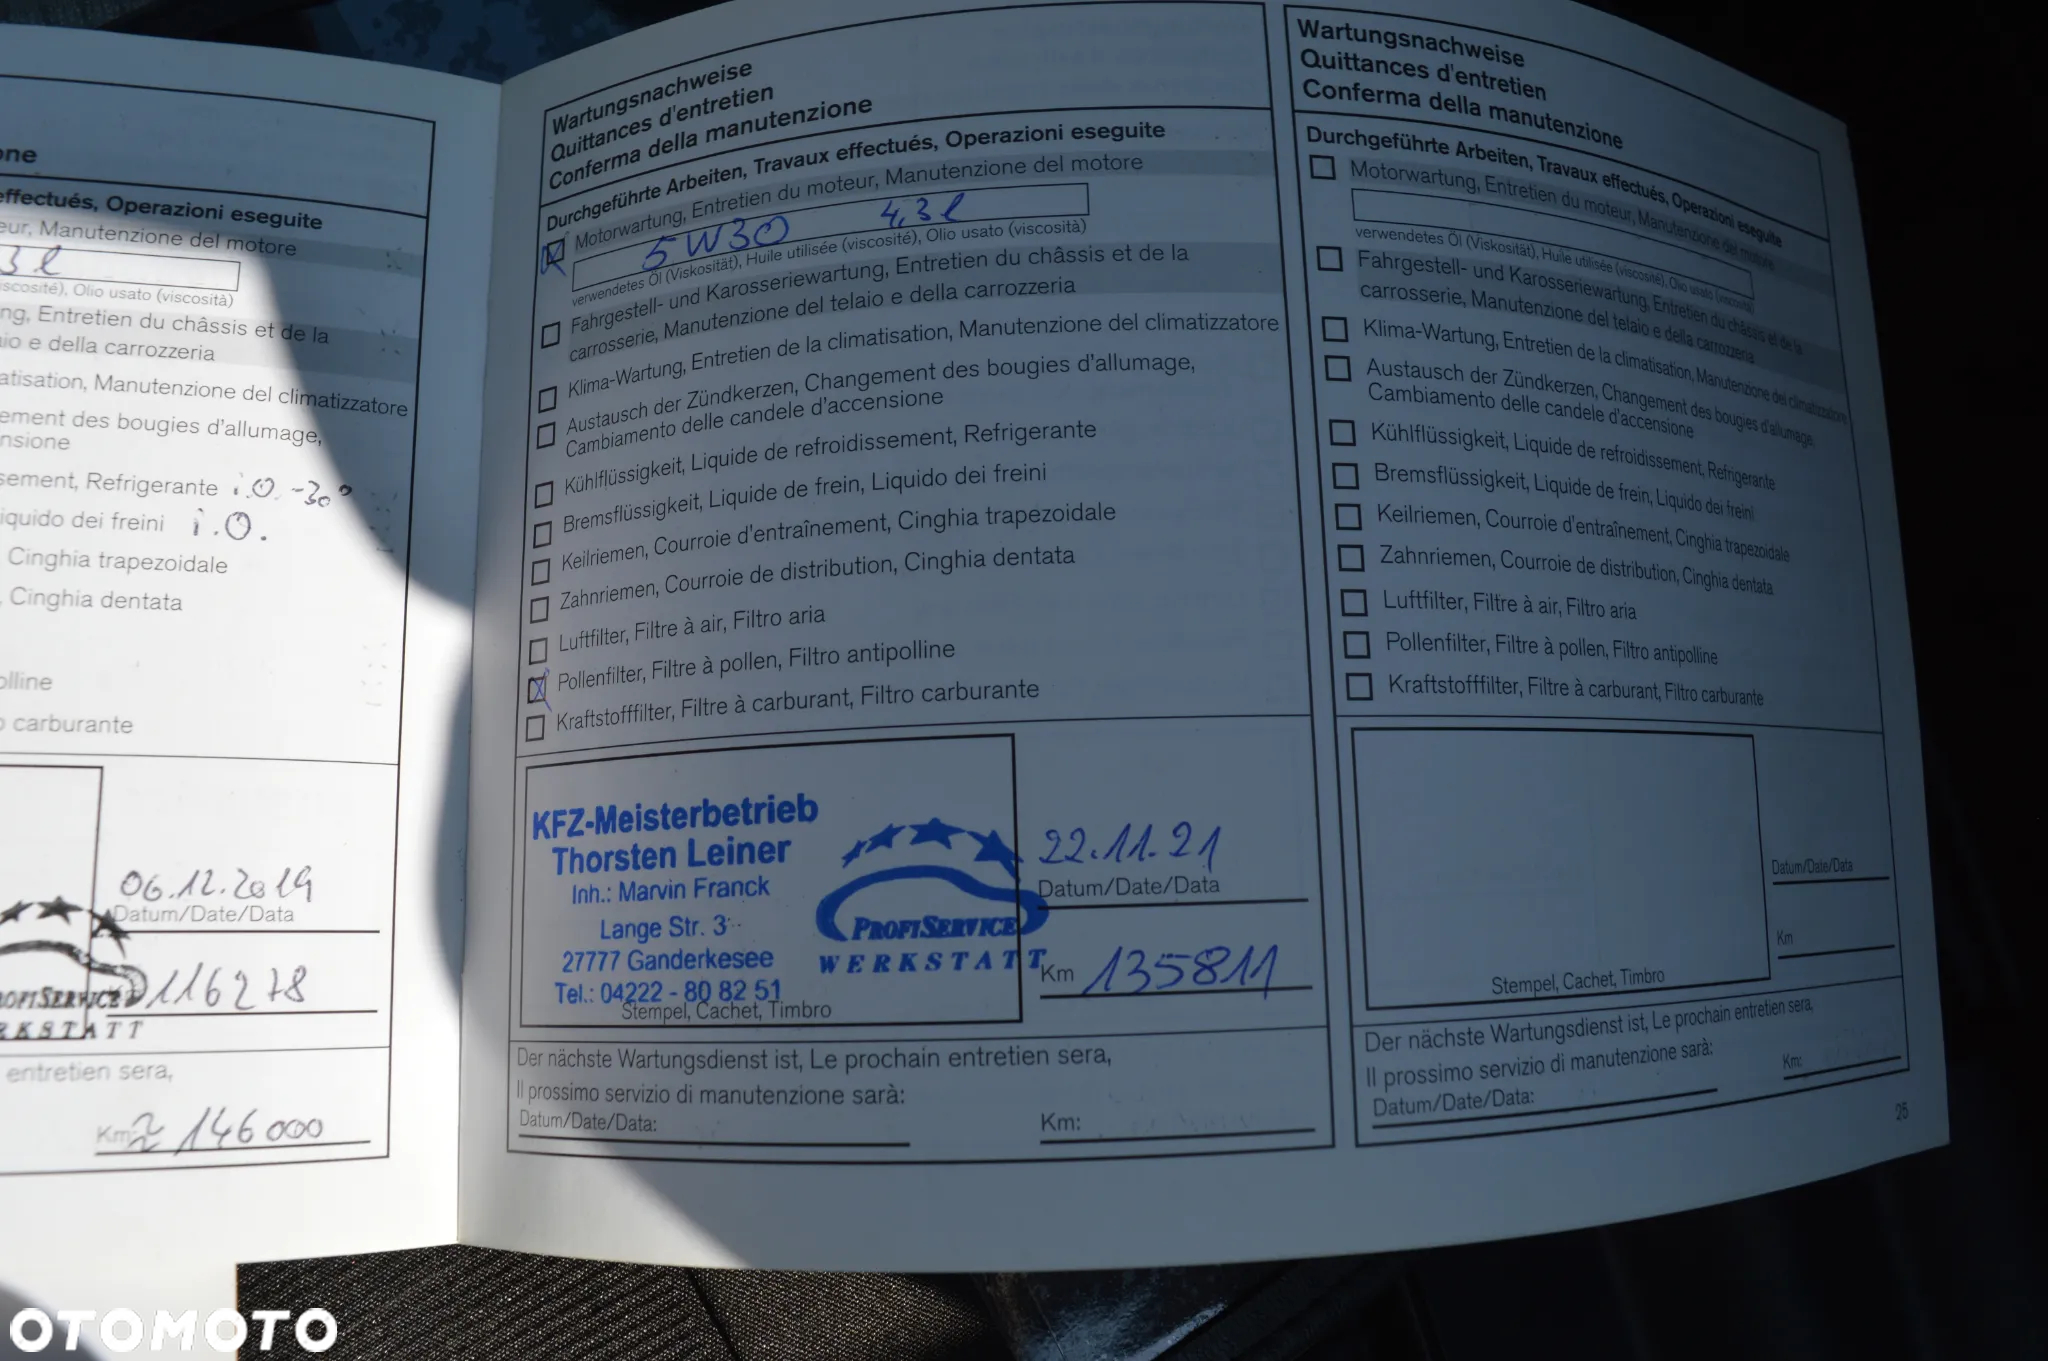 one
effectués, Operazioni eseguite
eur, Manutenzione del motore
3 l
iscosité), Olio usato (viscosità)
ng, Entretien du châssis et de la
aio e della carrozzeria
atisation, Manutenzione del climatizzatore
ement des bougies d'allumage,
nsione
sement, Refrigerante i.O. -30°
iquido dei freini i.O.
, Cinghia trapezoidale
, Cinghia dentata
olline
o carburante
06.12.2019
Datum/Date/Data
116278
ROFISERVICE
RKSTATT
entretien sera,
Km: ≈ 146000
Wartungsnachweise
Quittances d'entretien
Conferma della manutenzione
Durchgeführte Arbeiten, Travaux effectués, Operazioni eseguite
Motorwartung, Entretien du moteur, Manutenzione del motore
5W30 4,3 l
verwendetes Öl (Viskosität), Huile utilisée (viscosité), Olio usato (viscosità)
Fahrgestell- und Karosseriewartung, Entretien du châssis et de la
carrosserie, Manutenzione del telaio e della carrozzeria
Klima-Wartung, Entretien de la climatisation, Manutenzione del climatizzatore
Austausch der Zündkerzen, Changement des bougies d'allumage,
Cambiamento delle candele d'accensione
Kühlflüssigkeit, Liquide de refroidissement, Refrigerante
Bremsflüssigkeit, Liquide de frein, Liquido dei freini
Keilriemen, Courroie d'entraînement, Cinghia trapezoidale
Zahnriemen, Courroie de distribution, Cinghia dentata
Luftfilter, Filtre à air, Filtro aria
Pollenfilter, Filtre à pollen, Filtro antipolline
Kraftstofffilter, Filtre à carburant, Filtro carburante
KFZ-Meisterbetrieb
Thorsten Leiner
Inh.: Marvin Franck
Lange Str. 3
27777 Ganderkesee
Tel.: 04222 - 80 82 51
PROFISERVICE
WERKSTATT
Stempel, Cachet, Timbro
22.11.21
Datum/Date/Data
Km 135811
Der nächste Wartungsdienst ist, Le prochain entretien sera,
Il prossimo servizio di manutenzione sarà:
Datum/Date/Data:
Km:
Wartungsnachweise
Quittances d'entretien
Conferma della manutenzione
Durchgeführte Arbeiten, Travaux effectués, Operazioni eseguite
Motorwartung, Entretien du moteur, Manutenzione del motore
verwendetes Öl (Viskosität), Huile utilisée (viscosité), Olio usato (viscosità)
Fahrgestell- und Karosseriewartung, Entretien du châssis et de la
carrosserie, Manutenzione del telaio e della carrozzeria
Klima-Wartung, Entretien de la climatisation, Manutenzione del climatizzatore
Austausch der Zündkerzen, Changement des bougies d'allumage,
Cambiamento delle candele d'accensione
Kühlflüssigkeit, Liquide de refroidissement, Refrigerante
Bremsflüssigkeit, Liquide de frein, Liquido dei freini
Keilriemen, Courroie d'entraînement, Cinghia trapezoidale
Zahnriemen, Courroie de distribution, Cinghia dentata
Luftfilter, Filtre à air, Filtro aria
Pollenfilter, Filtre à pollen, Filtro antipolline
Kraftstofffilter, Filtre à carburant, Filtro carburante
Datum/Date/Data
Km
Stempel, Cachet, Timbro
Der nächste Wartungsdienst ist, Le prochain entretien sera,
Il prossimo servizio di manutenzione sarà:
Datum/Date/Data:
Km:
25
OTOMOTO